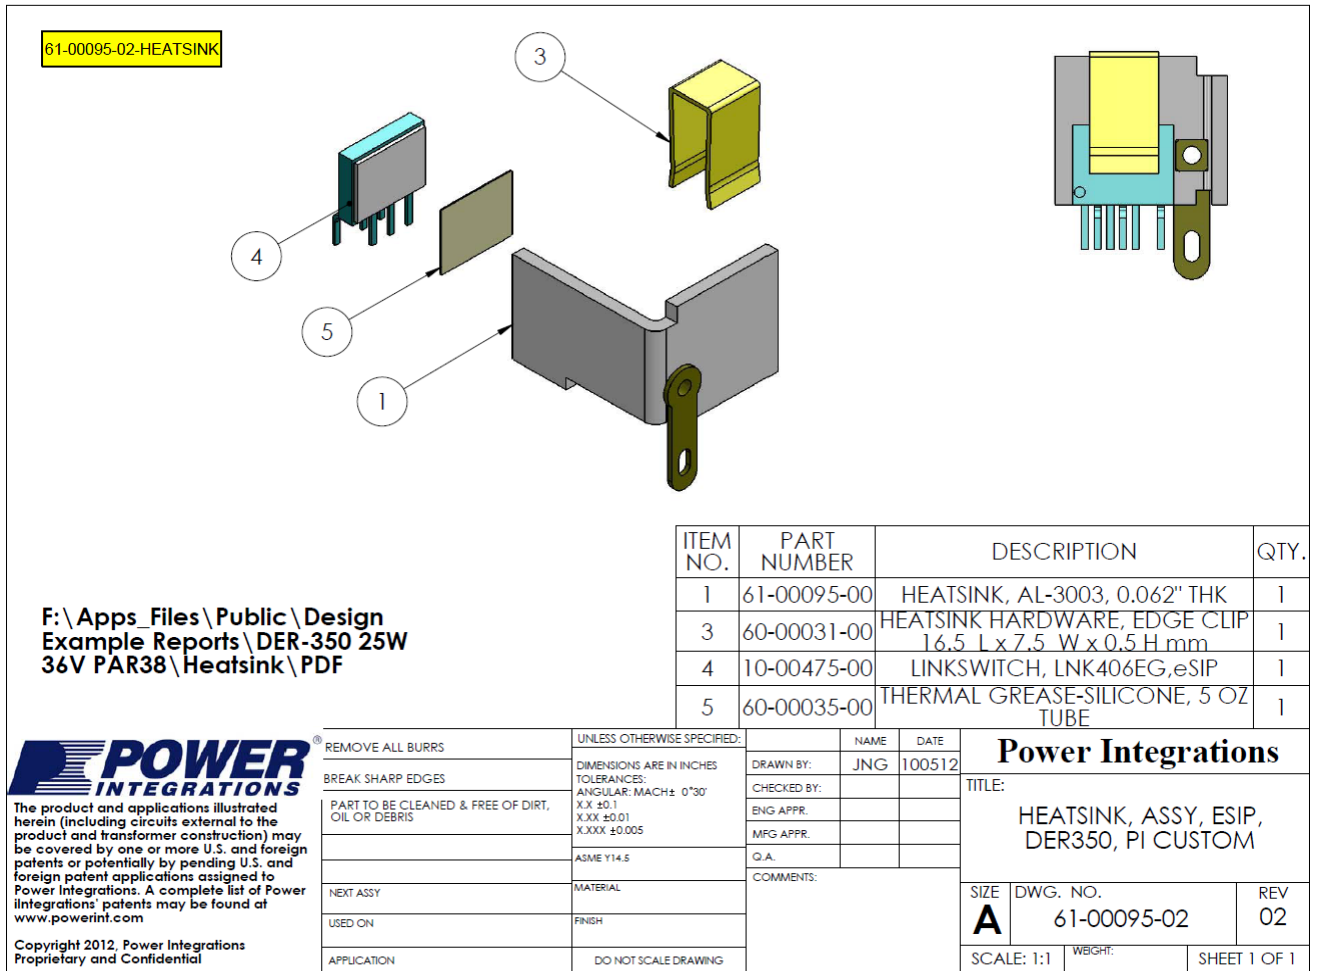 61-00095-02-HEATSINK
3
4
5
1
ITEM NO. PART NUMBER DESCRIPTION QTY.
1 61-00095-00 HEATSINK, AL-3003, 0.062" THK 1
3 60-00031-00 HEATSINK HARDWARE, EDGE CLIP 16.5 L x 7.5 W x 0.5 H mm 1
4 10-00475-00 LINKSWITCH, LNK406EG,eSIP 1
5 60-00035-00 THERMAL GREASE-SILICONE, 5 OZ TUBE 1
F:\Apps_Files\Public\Design
Example Reports\DER-350 25W
36V PAR38\Heatsink\PDF
POWER®
INTEGRATIONS
The product and applications illustrated
herein (including circuits external to the
product and transformer construction) may
be covered by one or more U.S. and foreign
patents or potentially by pending U.S. and
foreign patent applications assigned to
Power Integrations. A complete list of Power
iIntegrations' patents may be found at
www.powerint.com
Copyright 2012, Power Integrations
Proprietary and Confidential
REMOVE ALL BURRS
BREAK SHARP EDGES
PART TO BE CLEANED & FREE OF DIRT,
OIL OR DEBRIS
NEXT ASSY
USED ON
APPLICATION
UNLESS OTHERWISE SPECIFIED:
DIMENSIONS ARE IN INCHES
TOLERANCES:
ANGULAR: MACH± 0°30'
X.X ±0.1
X.XX ±0.01
X.XXX ±0.005
ASME Y14.5
MATERIAL
FINISH
DO NOT SCALE DRAWING
NAME DATE
DRAWN BY: JNG 100512
CHECKED BY:
ENG APPR.
MFG APPR.
Q.A.
COMMENTS:
Power Integrations
TITLE:
HEATSINK, ASSY, ESIP,
DER350, PI CUSTOM
SIZE DWG. NO. REV
A 61-00095-02 02
SCALE: 1:1 WEIGHT: SHEET 1 OF 1